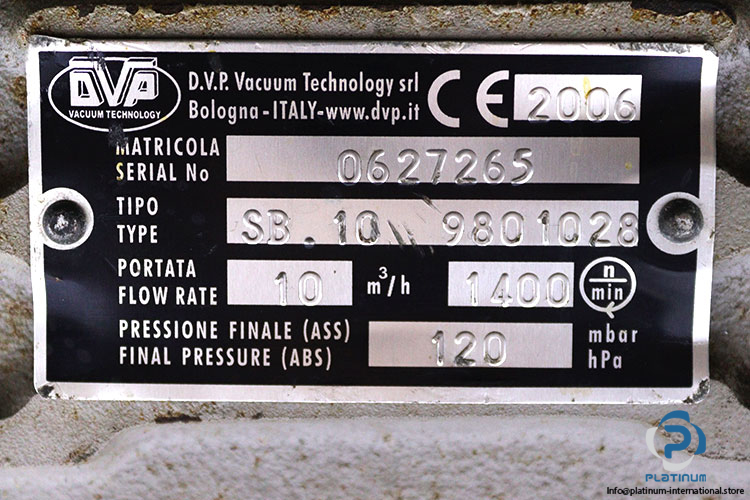 DVP
VACUUM TECHNOLOGY
D.V.P. Vacuum Technology srl
Bologna-ITALY-www.dvp.it
CE 2006
MATRICOLA
SERIAL No 0627265
TIPO
TYPE SB.10 9801028
PORTATA
FLOW RATE 10 m³/h 1400 n/min
PRESSIONE FINALE (ASS)
FINAL PRESSURE (ABS) 120 mbar
hPa
PLATINUM
Info@platinum-international.store